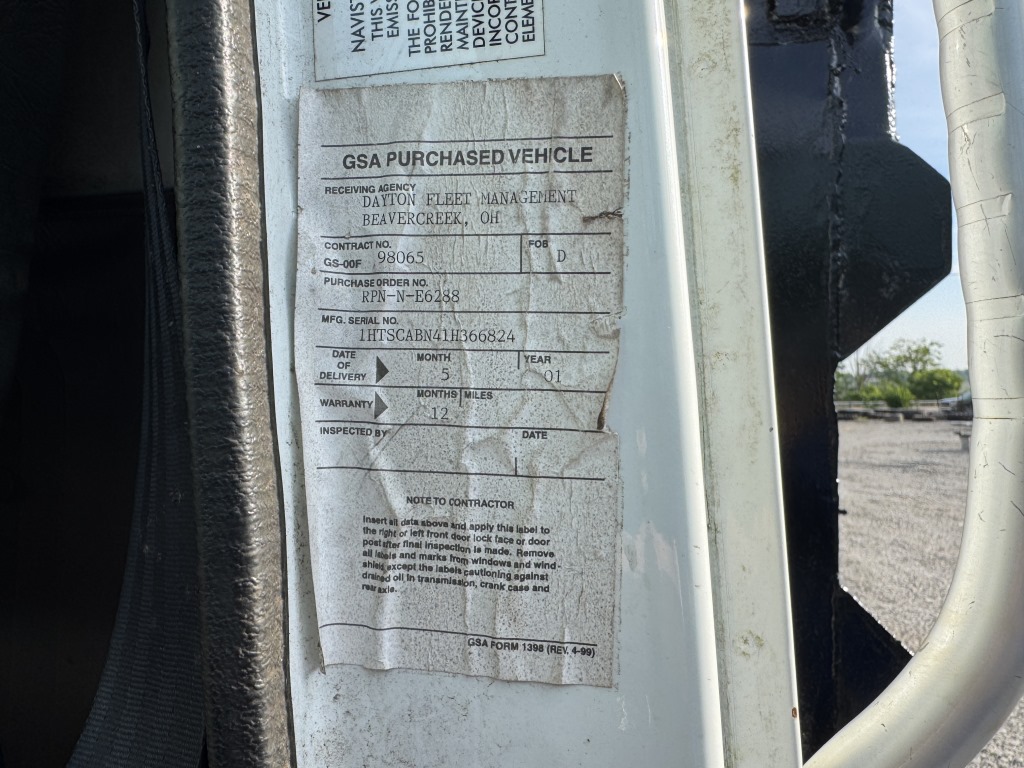 VE
NAVIST
THIS V
EMISS
THE FO
PROHIB
RENDE
MAINT
DEVIC
INCOR
CONT
ELEME
GSA PURCHASED VEHICLE
RECEIVING AGENCY
DAYTON FLEET MANAGEMENT
BEAVERCREEK, OH
CONTRACT NO. FOB
GS-00F 98065 D
PURCHASE ORDER NO.
RPN-N-E6288
MFG. SERIAL NO.
1HTSCABN41H366824
DATE OF DELIVERY MONTH 5 YEAR 01
WARRANTY MONTHS 12 MILES
INSPECTED BY DATE
NOTE TO CONTRACTOR
Insert all data above and apply this label to
the right or left front door lock face or door
post after final inspection is made. Remove
all labels and marks from windows and wind-
shield except the labels cautioning against
drained oil in transmission, crank case and
rear axle.
GSA FORM 1398 (REV. 4-99)